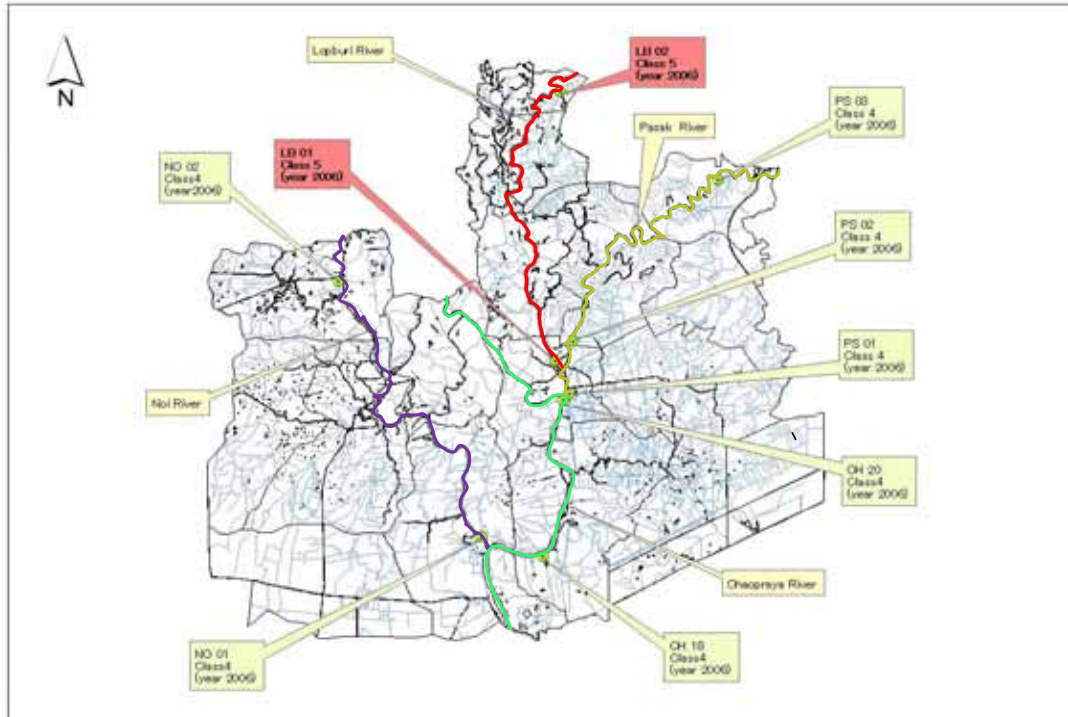 N
Lopburi River
LB 02
Class 5
(year 2006)
PS 03
Class 4
(year 2006)
Pasak River
LB 01
Class 5
(year 2006)
NO 02
Class4
(year2006)
PS 02
Class 4
(year 2006)
PS 01
Class 4
(year 2006)
Noi River
CH 20
Class4
(year 2006)
Chaopraya River
NO 01
Class4
(year 2006)
CH 18
Class4
(year 2006)